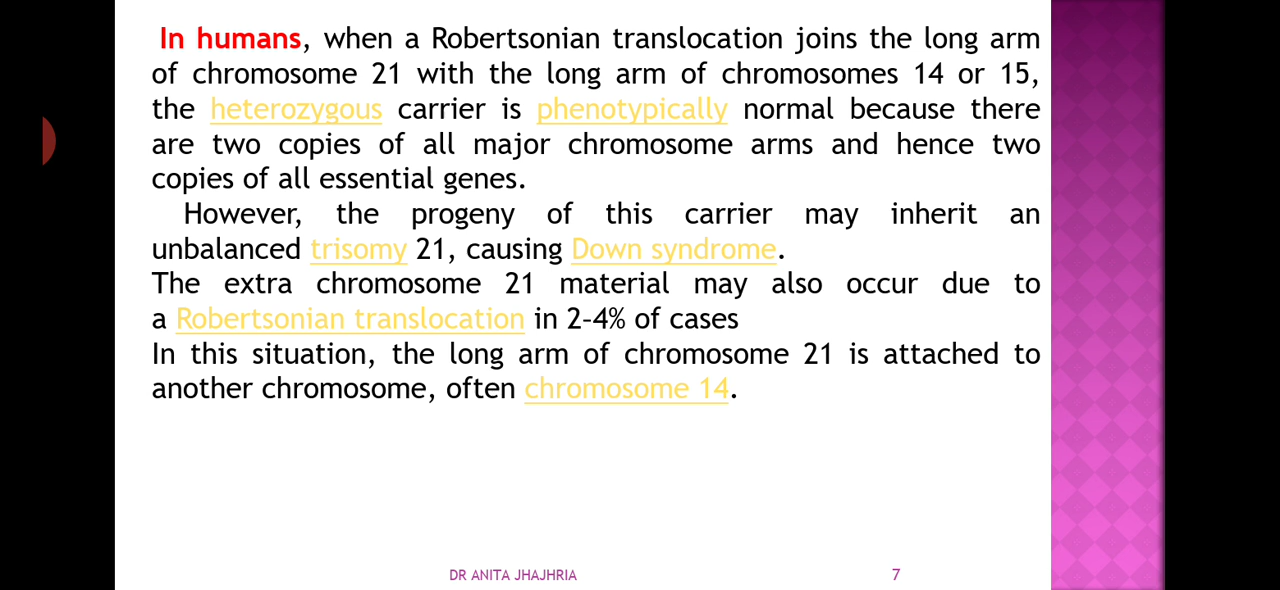 In humans, when a Robertsonian translocation joins the long arm
of chromosome 21 with the long arm of chromosomes 14 or 15,
the heterozygous carrier is phenotypically normal because there
are two copies of all major chromosome arms and hence two
copies of all essential genes.
However, the progeny of this carrier may inherit an
unbalanced trisomy 21, causing Down syndrome.
The extra chromosome 21 material may also occur due to
a Robertsonian translocation in 2–4% of cases
In this situation, the long arm of chromosome 21 is attached to
another chromosome, often chromosome 14.
DR ANITA JHAJHRIA 7